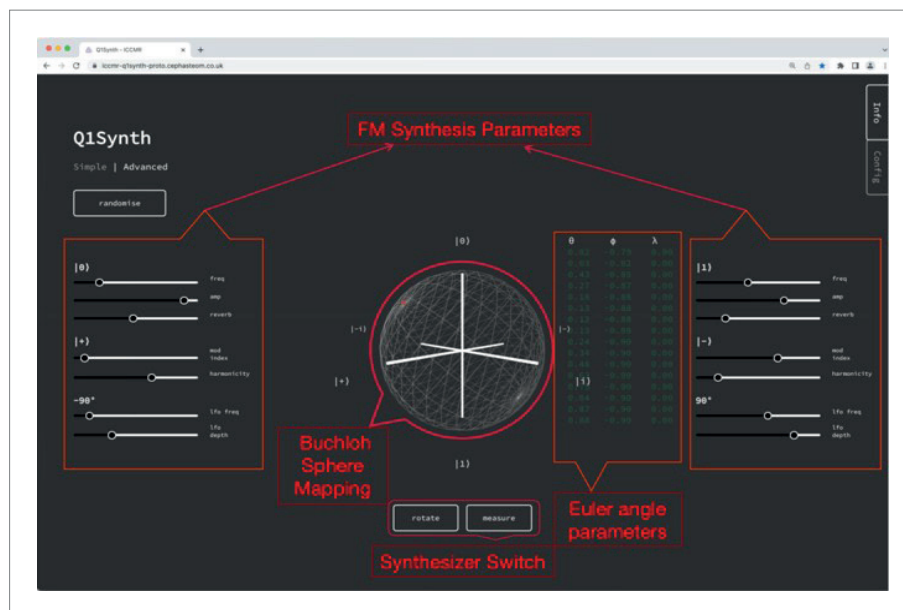 Q1Synth - ICCMR
iccmr-q1synth-proto.cephasteom.co.uk
Info
Config
FM Synthesis Parameters
Q1Synth
Simple | Advanced
randomise
|0⟩
freq
amp
reverb
|+⟩
mod
index
harmonicity
-90°
lfo freq
lfo
depth
|0⟩
|-i⟩
|+⟩
|-⟩
|i⟩
|1⟩
θ φ λ
|1⟩
freq
amp
reverb
|-⟩
mod
index
harmonicity
90°
lfo freq
lfo
depth
Buchloh
Sphere
Mapping
rotate
measure
Euler angle
parameters
Synthesizer Switch